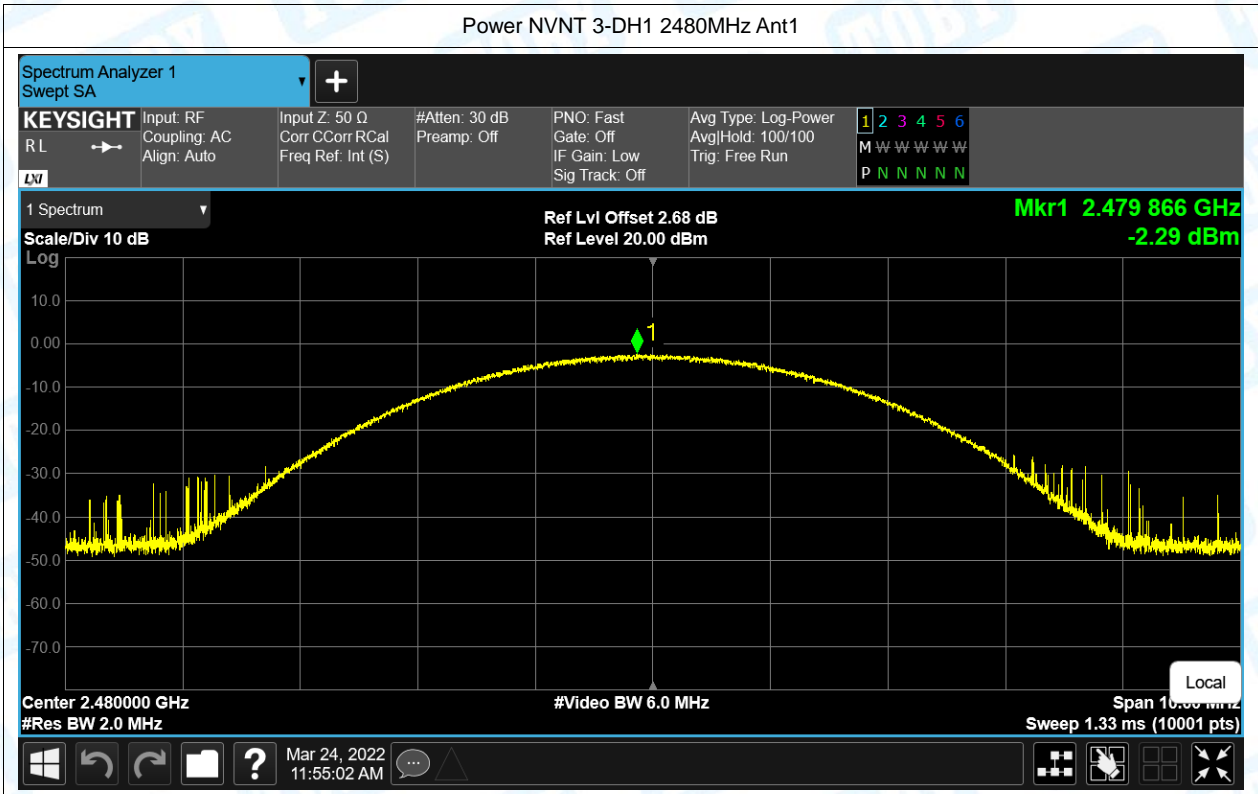 Power NVNT 3-DH1 2480MHz Ant1
Spectrum Analyzer 1
Swept SA
KEYSIGHT
RL
LXI
Input: RF
Coupling: AC
Align: Auto
Input Z: 50 Ω
Corr CCorr RCal
Freq Ref: Int (S)
#Atten: 30 dB
Preamp: Off
PNO: Fast
Gate: Off
IF Gain: Low
Sig Track: Off
Avg Type: Log-Power
Avg|Hold: 100/100
Trig: Free Run
1 2 3 4 5 6
M W W W W W
P N N N N N
1 Spectrum
Scale/Div 10 dB
Ref Lvl Offset 2.68 dB
Ref Level 20.00 dBm
Mkr1 2.479 866 GHz
-2.29 dBm
Log
10.0
0.00
-10.0
-20.0
-30.0
-40.0
-50.0
-60.0
-70.0
1
Local
Center 2.480000 GHz
#Video BW 6.0 MHz
Span 10.00 MHz
#Res BW 2.0 MHz
Sweep 1.33 ms (10001 pts)
?
Mar 24, 2022
11:55:02 AM